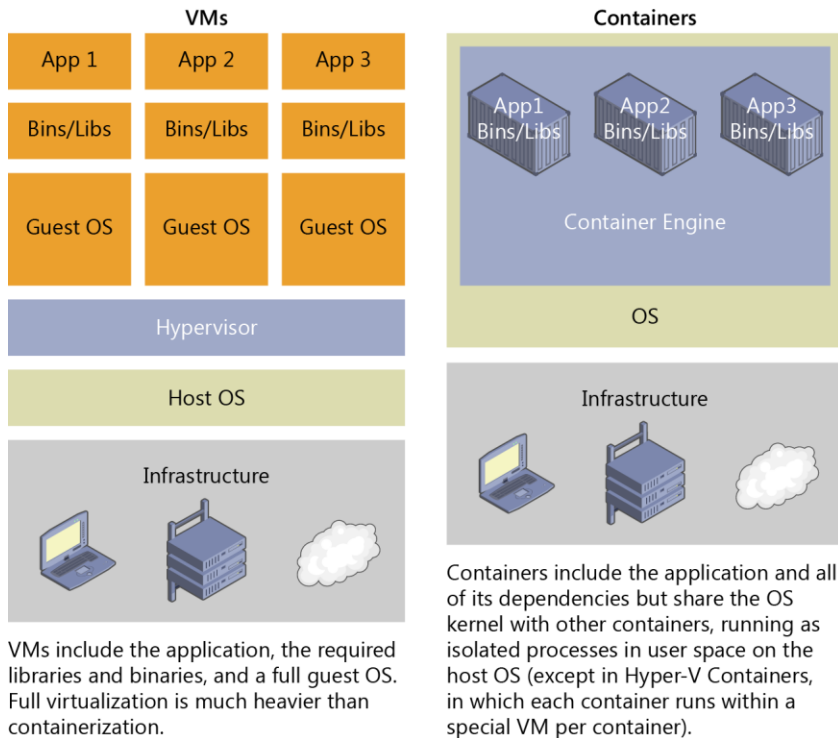 VMs
App 1
App 2
App 3
Bins/Libs
Bins/Libs
Bins/Libs
Guest OS
Guest OS
Guest OS
Hypervisor
Host OS
Infrastructure
VMs include the application, the required
libraries and binaries, and a full guest OS.
Full virtualization is much heavier than
containerization.
Containers
App1
Bins/Libs
App2
Bins/Libs
App3
Bins/Libs
Container Engine
OS
Infrastructure
Containers include the application and all
of its dependencies but share the OS
kernel with other containers, running as
isolated processes in user space on the
host OS (except in Hyper-V Containers,
in which each container runs within a
special VM per container).